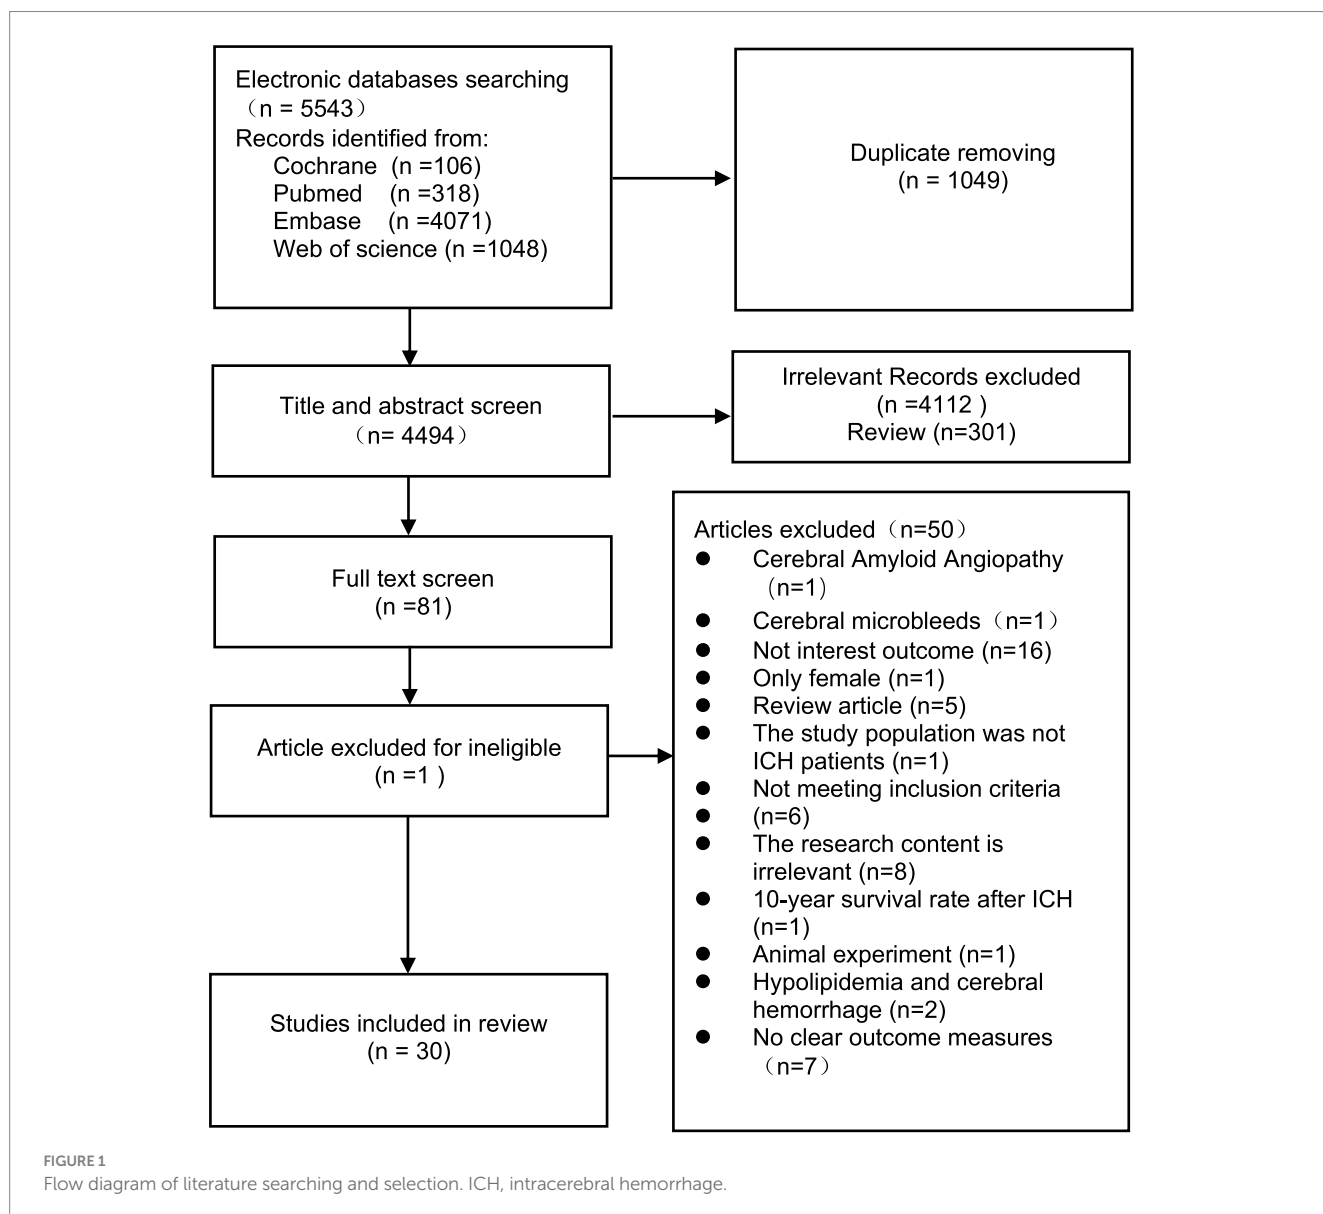 Electronic databases searching
（n = 5543）
Records identified from:
Cochrane (n =106)
Pubmed (n =318)
Embase (n =4071)
Web of science (n =1048)
Duplicate removing
(n = 1049)
Title and abstract screen
（n= 4494）
Irrelevant Records excluded
(n =4112 )
Review (n=301)
Full text screen
(n =81)
Article excluded for ineligible
(n =1 )
Articles excluded（n=50）
● Cerebral Amyloid Angiopathy
（n=1）
● Cerebral microbleeds（n=1）
● Not interest outcome (n=16)
● Only female (n=1)
● Review article (n=5)
● The study population was not
ICH patients (n=1)
● Not meeting inclusion criteria
● (n=6)
● The research content is
irrelevant (n=8)
● 10-year survival rate after ICH
(n=1)
● Animal experiment (n=1)
● Hypolipidemia and cerebral
hemorrhage (n=2)
● No clear outcome measures
（n=7）
Studies included in review
(n = 30)
FIGURE 1
Flow diagram of literature searching and selection. ICH, intracerebral hemorrhage.